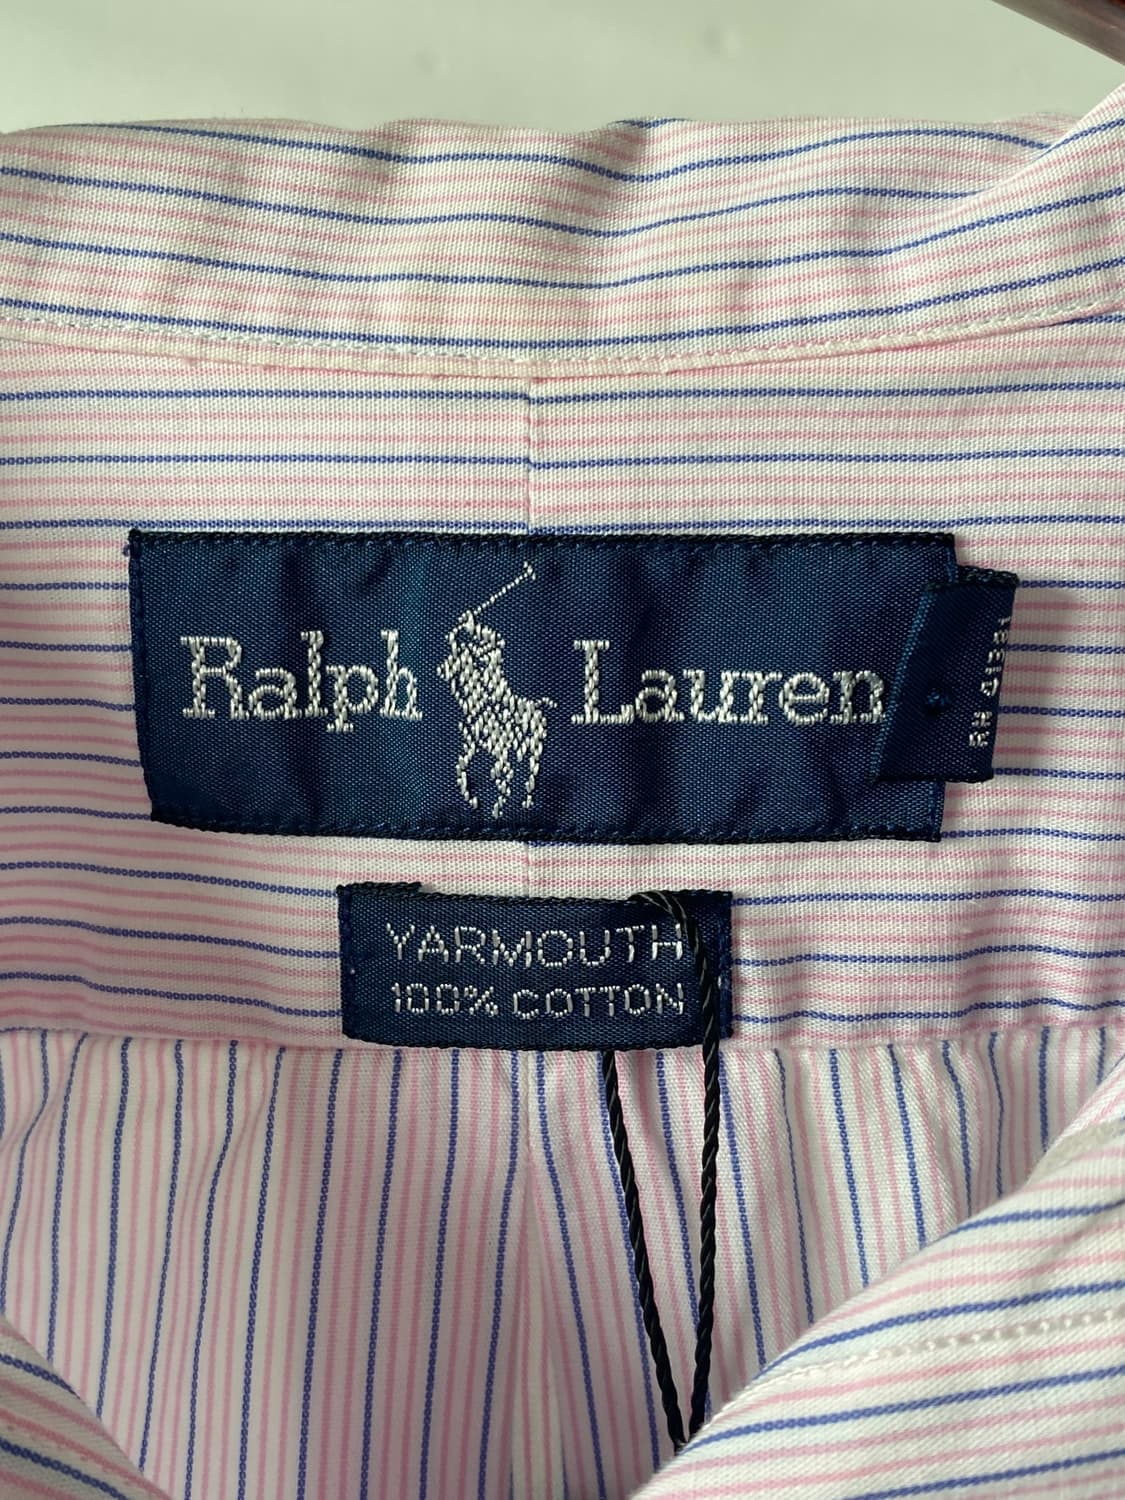 Ralph Lauren
YARMOUTH
100% COTTON